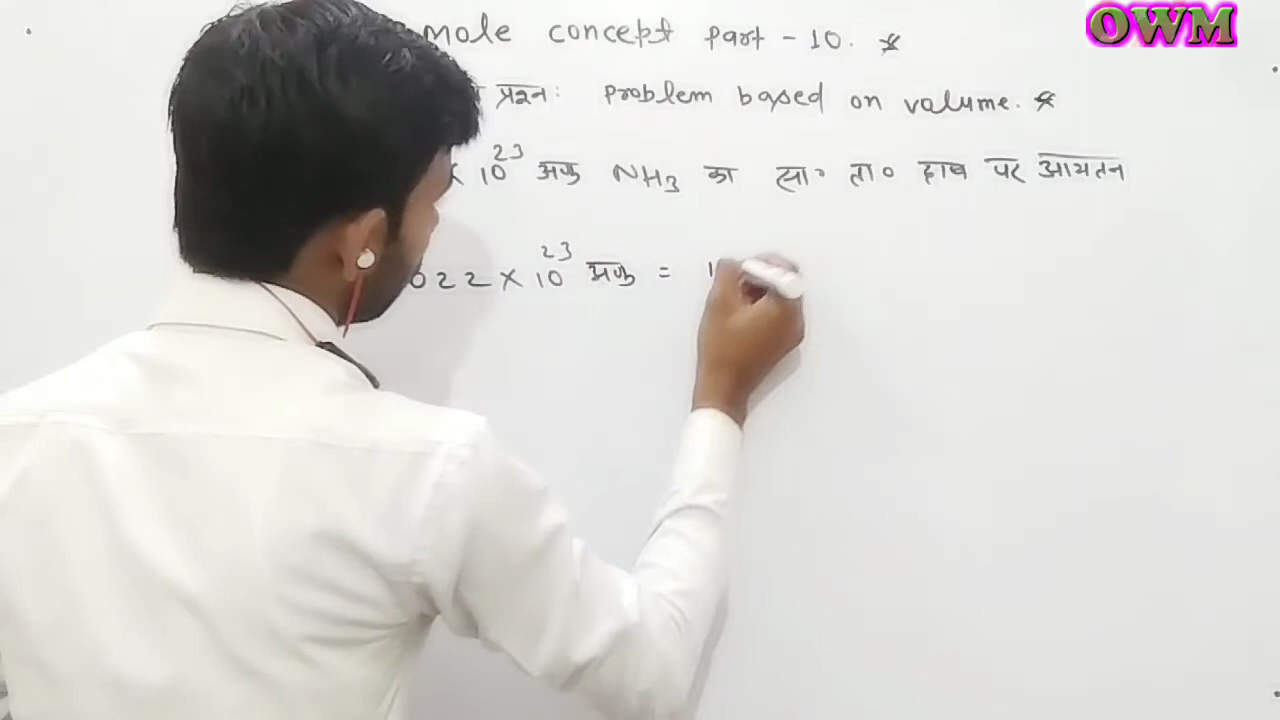 OWM
mole concept part - 10. *
प्रश्न: problem based on valume. *
× 10²³ अणु NH₃ का सा० ता० दाब पर आयतन
022 × 10²³ अणु = 1